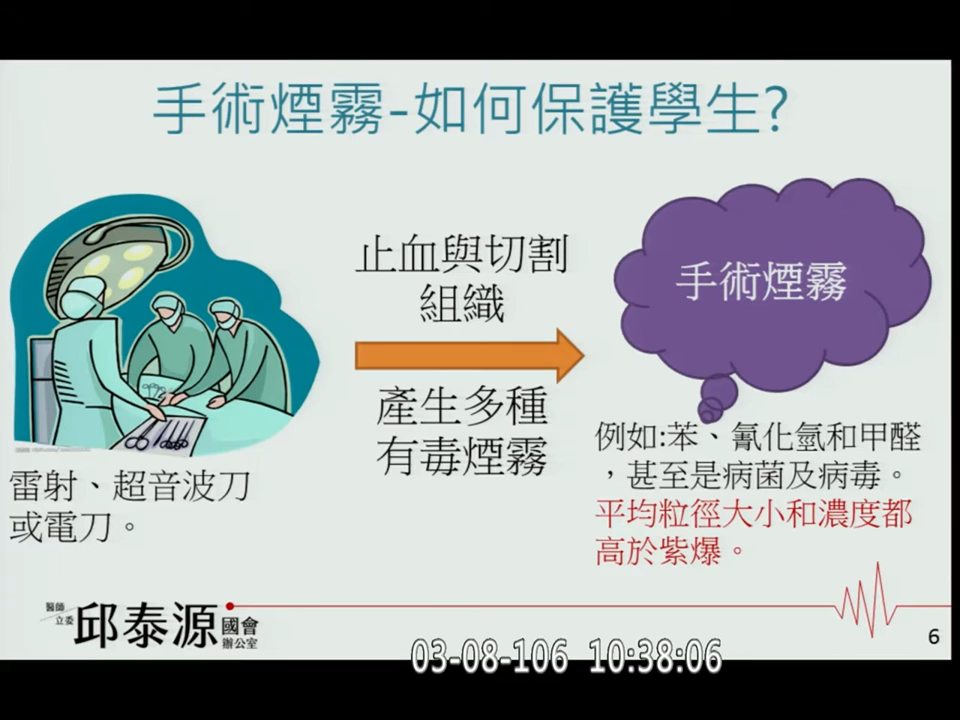 手術煙霧-如何保護學生?
止血與切割
組織
產生多種
有毒煙霧
手術煙霧
雷射、超音波刀
或電刀。
例如:苯、氰化氫和甲醛
，甚至是病菌及病毒。
平均粒徑大小和濃度都
高於紫爆。
醫師
立委
邱泰源
國會
辦公室
6
03-08-106 10:38:06